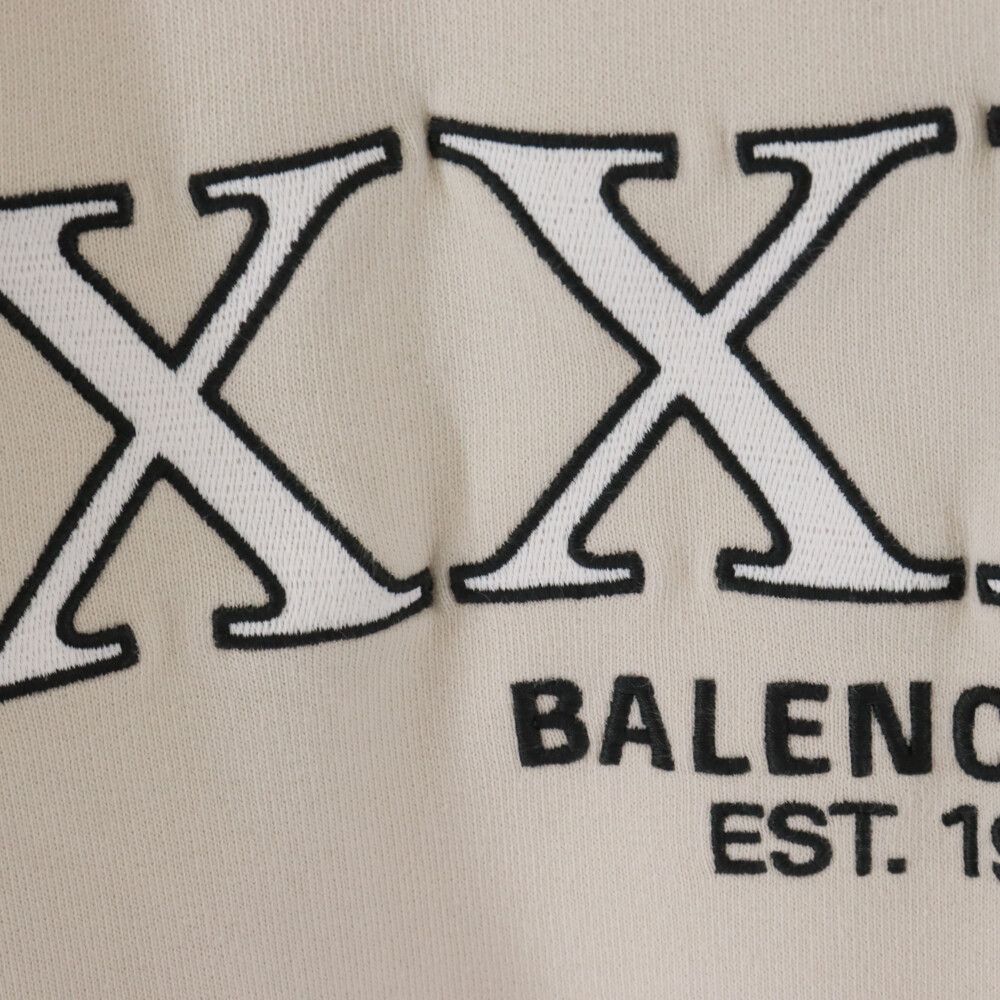 XX
BALENC
EST. 19